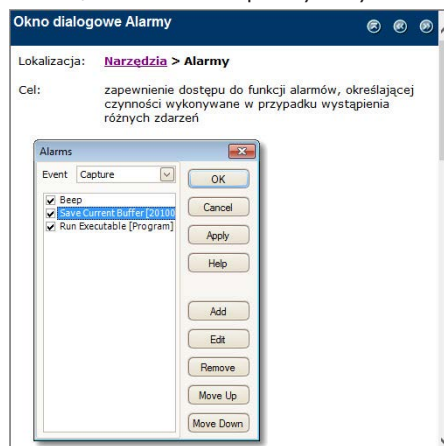 Okno dialogowe Alarmy
Lokalizacja: Narzędzia > Alarmy
Cel: zapewnienie dostępu do funkcji alarmów, określającej
czynności wykonywane w przypadku wystąpienia
różnych zdarzeń
Alarms
Event Capture
OK
Beep
Save Current Buffer [20100
Run Executable [Program]
Cancel
Apply
Help
Add
Edit
Remove
Move Up
Move Down